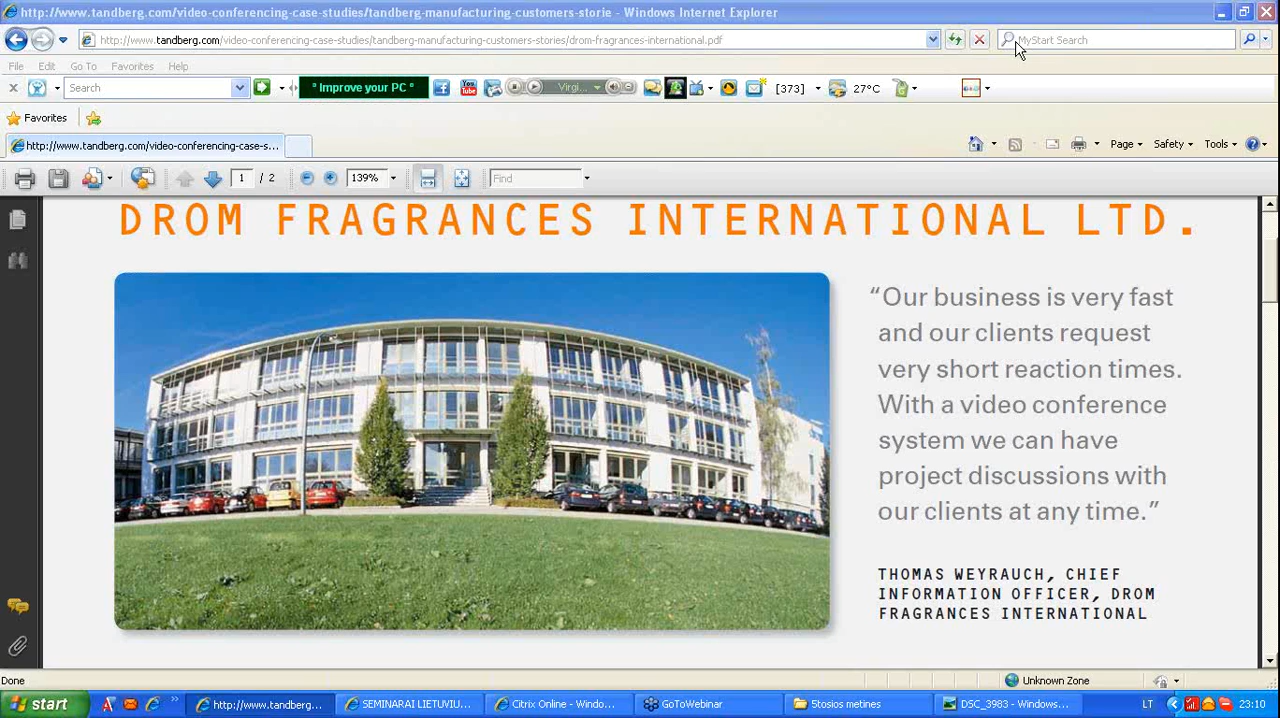 http://www.tandberg.com/video-conferencing-case-studies/tandberg-manufacturing-customers-storie - Windows Internet Explorer
http://www.tandberg.com/video-conferencing-case-studies/tandberg-manufacturing-customers-stories/drom-fragrances-international.pdf
MyStart Search
File Edit Go To Favorites Help
Search
° Improve your PC °
You Tube
Virgi...
[373]
27°C
Favorites
http://www.tandberg.com/video-conferencing-case-s...
Page Safety Tools
1 / 2
139%
Find
DROM FRAGRANCES INTERNATIONAL LTD.
“Our business is very fast
and our clients request
very short reaction times.
With a video conference
system we can have
project discussions with
our clients at any time.”
THOMAS WEYRAUCH, CHIEF
INFORMATION OFFICER, DROM
FRAGRANCES INTERNATIONAL
Done
Unknown Zone
start
http://www.tandberg...
SEMINARAI LIETUVIU...
Citrix Online - Windo...
GoToWebinar
5tosios metines
DSC_3983 - Windows...
LT
23:10